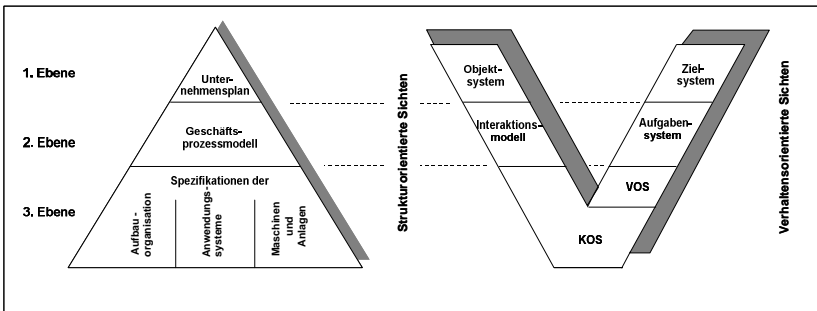 1. Ebene
2. Ebene
3. Ebene
Unter-
nehmensplan
Geschäfts-
prozessmodell
Spezifikationen der
Aufbau-
organisation
Anwendungs-
systeme
Maschinen
und
Anlagen
Strukturorientierte Sichten
Objekt-
system
Interaktions-
modell
KOS
Ziel-
system
Aufgaben-
system
VOS
Verhaltensorientierte Sichten